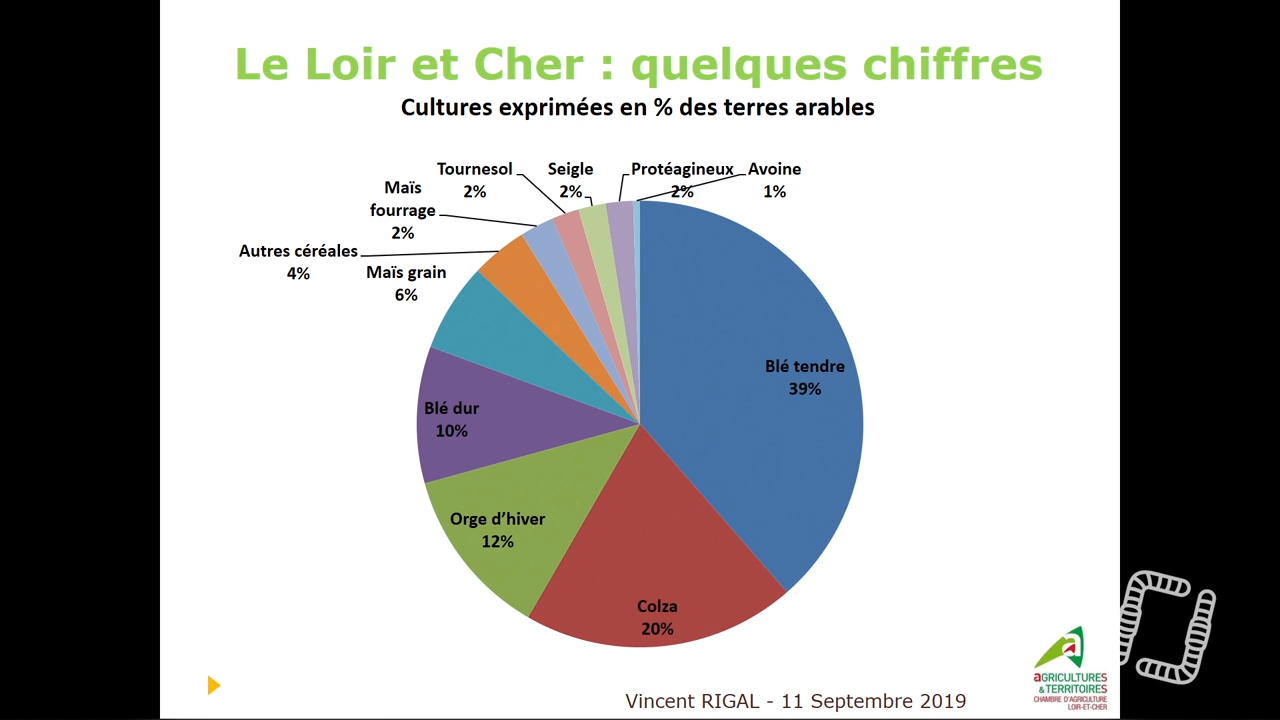 Le Loir et Cher : quelques chiffres
Cultures exprimées en % des terres arables
Tournesol
2%
Seigle
2%
Protéagineux
2%
Avoine
1%
Maïs
fourrage
2%
Autres céréales
4%
Maïs grain
6%
Blé tendre
39%
Blé dur
10%
Orge d’hiver
12%
Colza
20%
aGRICULTURES
& TERRITOIRES
CHAMBRE D'AGRICULTURE
LOIR-ET-CHER
Vincent RIGAL - 11 Septembre 2019